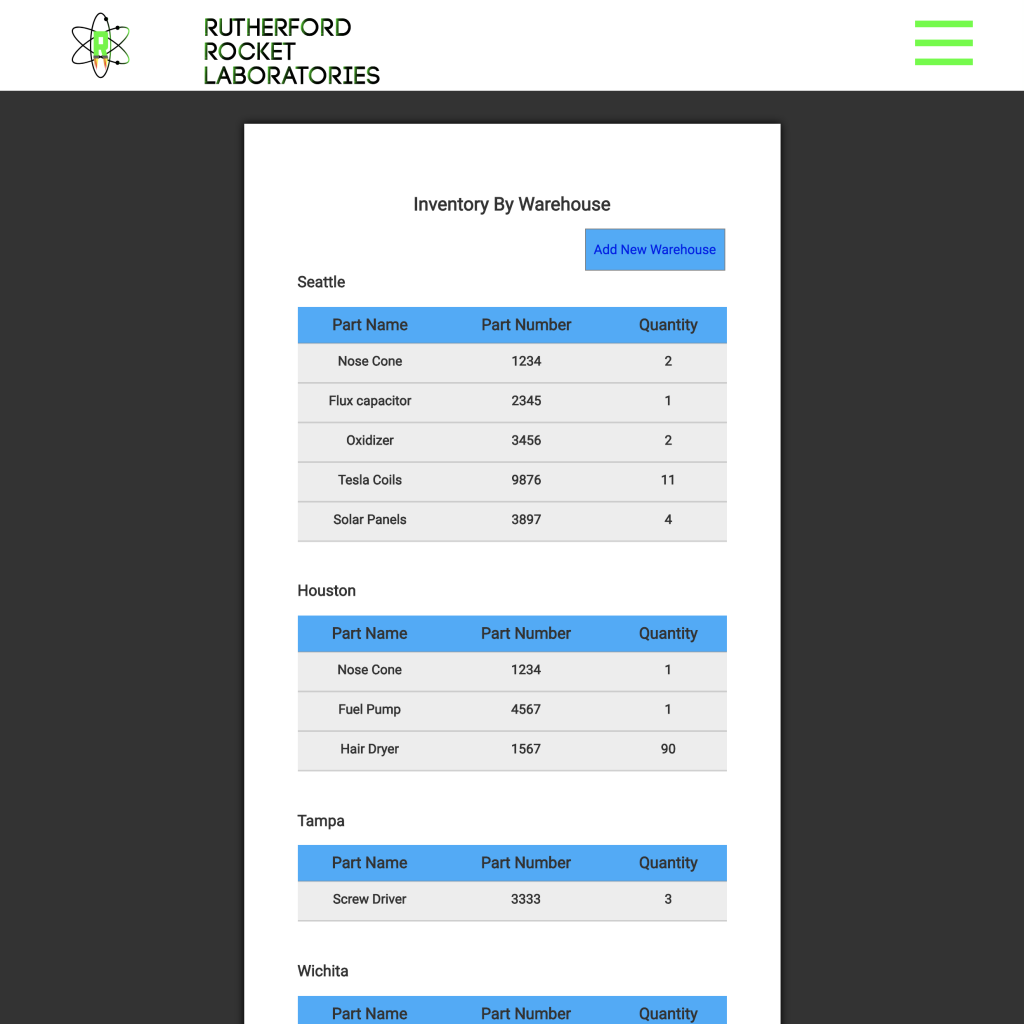 RUTHERFORD
ROCKET
LABORATORIES
Inventory By Warehouse
Add New Warehouse
Seattle
Part Name Part Number Quantity
Nose Cone 1234 2
Flux capacitor 2345 1
Oxidizer 3456 2
Tesla Coils 9876 11
Solar Panels 3897 4
Houston
Part Name Part Number Quantity
Nose Cone 1234 1
Fuel Pump 4567 1
Hair Dryer 1567 90
Tampa
Part Name Part Number Quantity
Screw Driver 3333 3
Wichita
Part Name Part Number Quantity